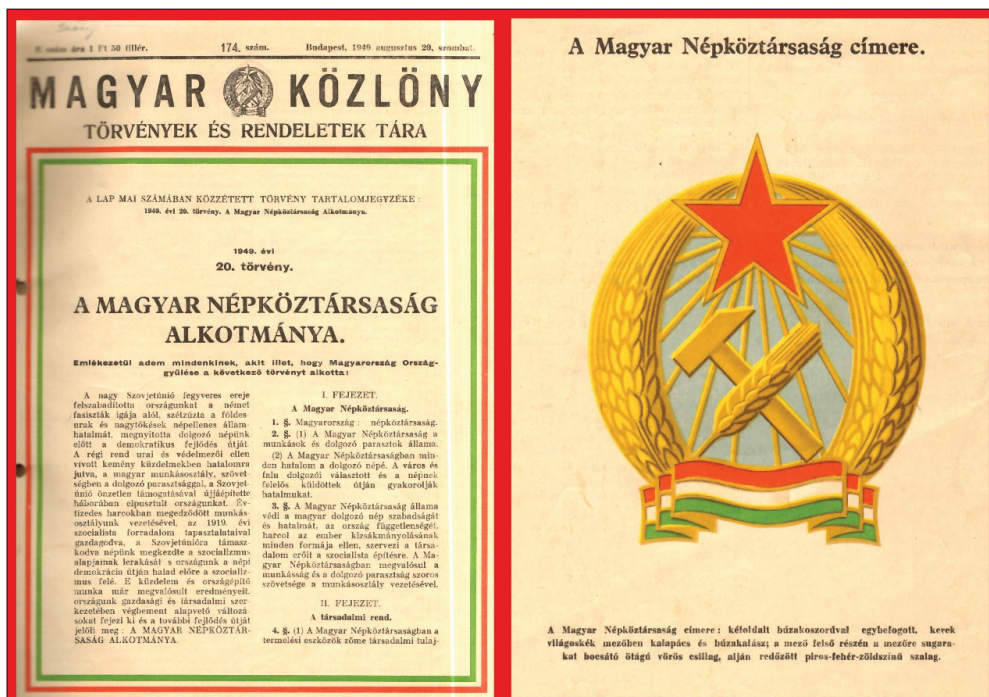 E szám ára 1 Ft 50 fillér. 174. szám. Budapest, 1949 augusztus 20, szombat.
MAGYAR KÖZLÖNY
TÖRVÉNYEK ÉS RENDELETEK TÁRA
A LAP MAI SZÁMÁBAN KÖZZÉTETT TÖRVÉNY TARTALOMJEGYZÉKE:
1949. évi 20. törvény. A Magyar Népköztársaság Alkotmánya.
1949. évi
20. törvény.
A MAGYAR NÉPKÖZTÁRSASÁG
ALKOTMÁNYA.
Emlékezetül adom mindenkinek, akit illet, hogy Magyarország Ország-
gyűlése a következő törvényt alkotta:
A nagy Szovjetúnió fegyveres ereje
felszabadította országunkat a német
fasiszták igája alól, szétzúzta a földes-
urak és nagytőkések népellenes állam-
hatalmát, megnyitotta dolgozó népünk
előtt a demokratikus fejlődés útját.
A régi rend urai és védelmezői ellen
vívott kemény küzdelmekben hatalomra
jutva, a magyar munkásosztály, szövet-
ségben a dolgozó parasztsággal, a Szovjet-
únió önzetlen támogatásával újjáépítette
háborúban elpusztult országunkat. Év-
tizedes harcokban megedződött munkás-
osztályunk vezetésével, az 1919. évi
szocialista forradalom tapasztalataival
gazdagodva, a Szovjetúnióra támasz-
kodva népünk megkezdte a szocializmus
alapjainak lerakását s országunk a népi
demokrácia útján halad előre a szocializ-
mus felé. E küzdelem és országépítő
munka már megvalósult eredményeit,
országunk gazdasági és társadalmi szer-
kezetében végbement alapvető változá-
sokat fejezi ki és a további fejlődés útját
jelöli meg: A MAGYAR NÉPKÖZTÁR-
SASÁG ALKOTMÁNYA.
I. FEJEZET.
A Magyar Népköztársaság.
1. §. Magyarország: népköztársaság.
2. §. (1) A Magyar Népköztársaság a
munkások és dolgozó parasztok állama.
(2) A Magyar Népköztársaságban min-
den hatalom a dolgozó népé. A város és
falu dolgozói választott és a népnek
felelős küldöttek útján gyakorolják
hatalmukat.
3. §. A Magyar Népköztársaság állama
védi a magyar dolgozó nép szabadságát
és hatalmát, az ország függetlenségét,
harcol az ember kizsákmányolásának
minden formája ellen, szervezi a társa-
dalom erőit a szocialista építésre. A Ma-
gyar Népköztársaságban megvalósul a
munkásság és a dolgozó parasztság szoros
szövetsége a munkásosztály vezetésével.
II. FEJEZET.
A társadalmi rend.
4. §. (1) A Magyar Népköztársaságban a
termelési eszközök zöme társadalmi tulaj-
A Magyar Népköztársaság címere.
A Magyar Népköztársaság címere: kétoldalt búzakoszorúval egybefogott, kerek
világoskék mezőben kalapács és búzakalász; a mező felső részén a mezőre sugara-
kat bocsátó ötágú vörös csillag, alján redőzött piros-fehér-zöldszínű szalag.